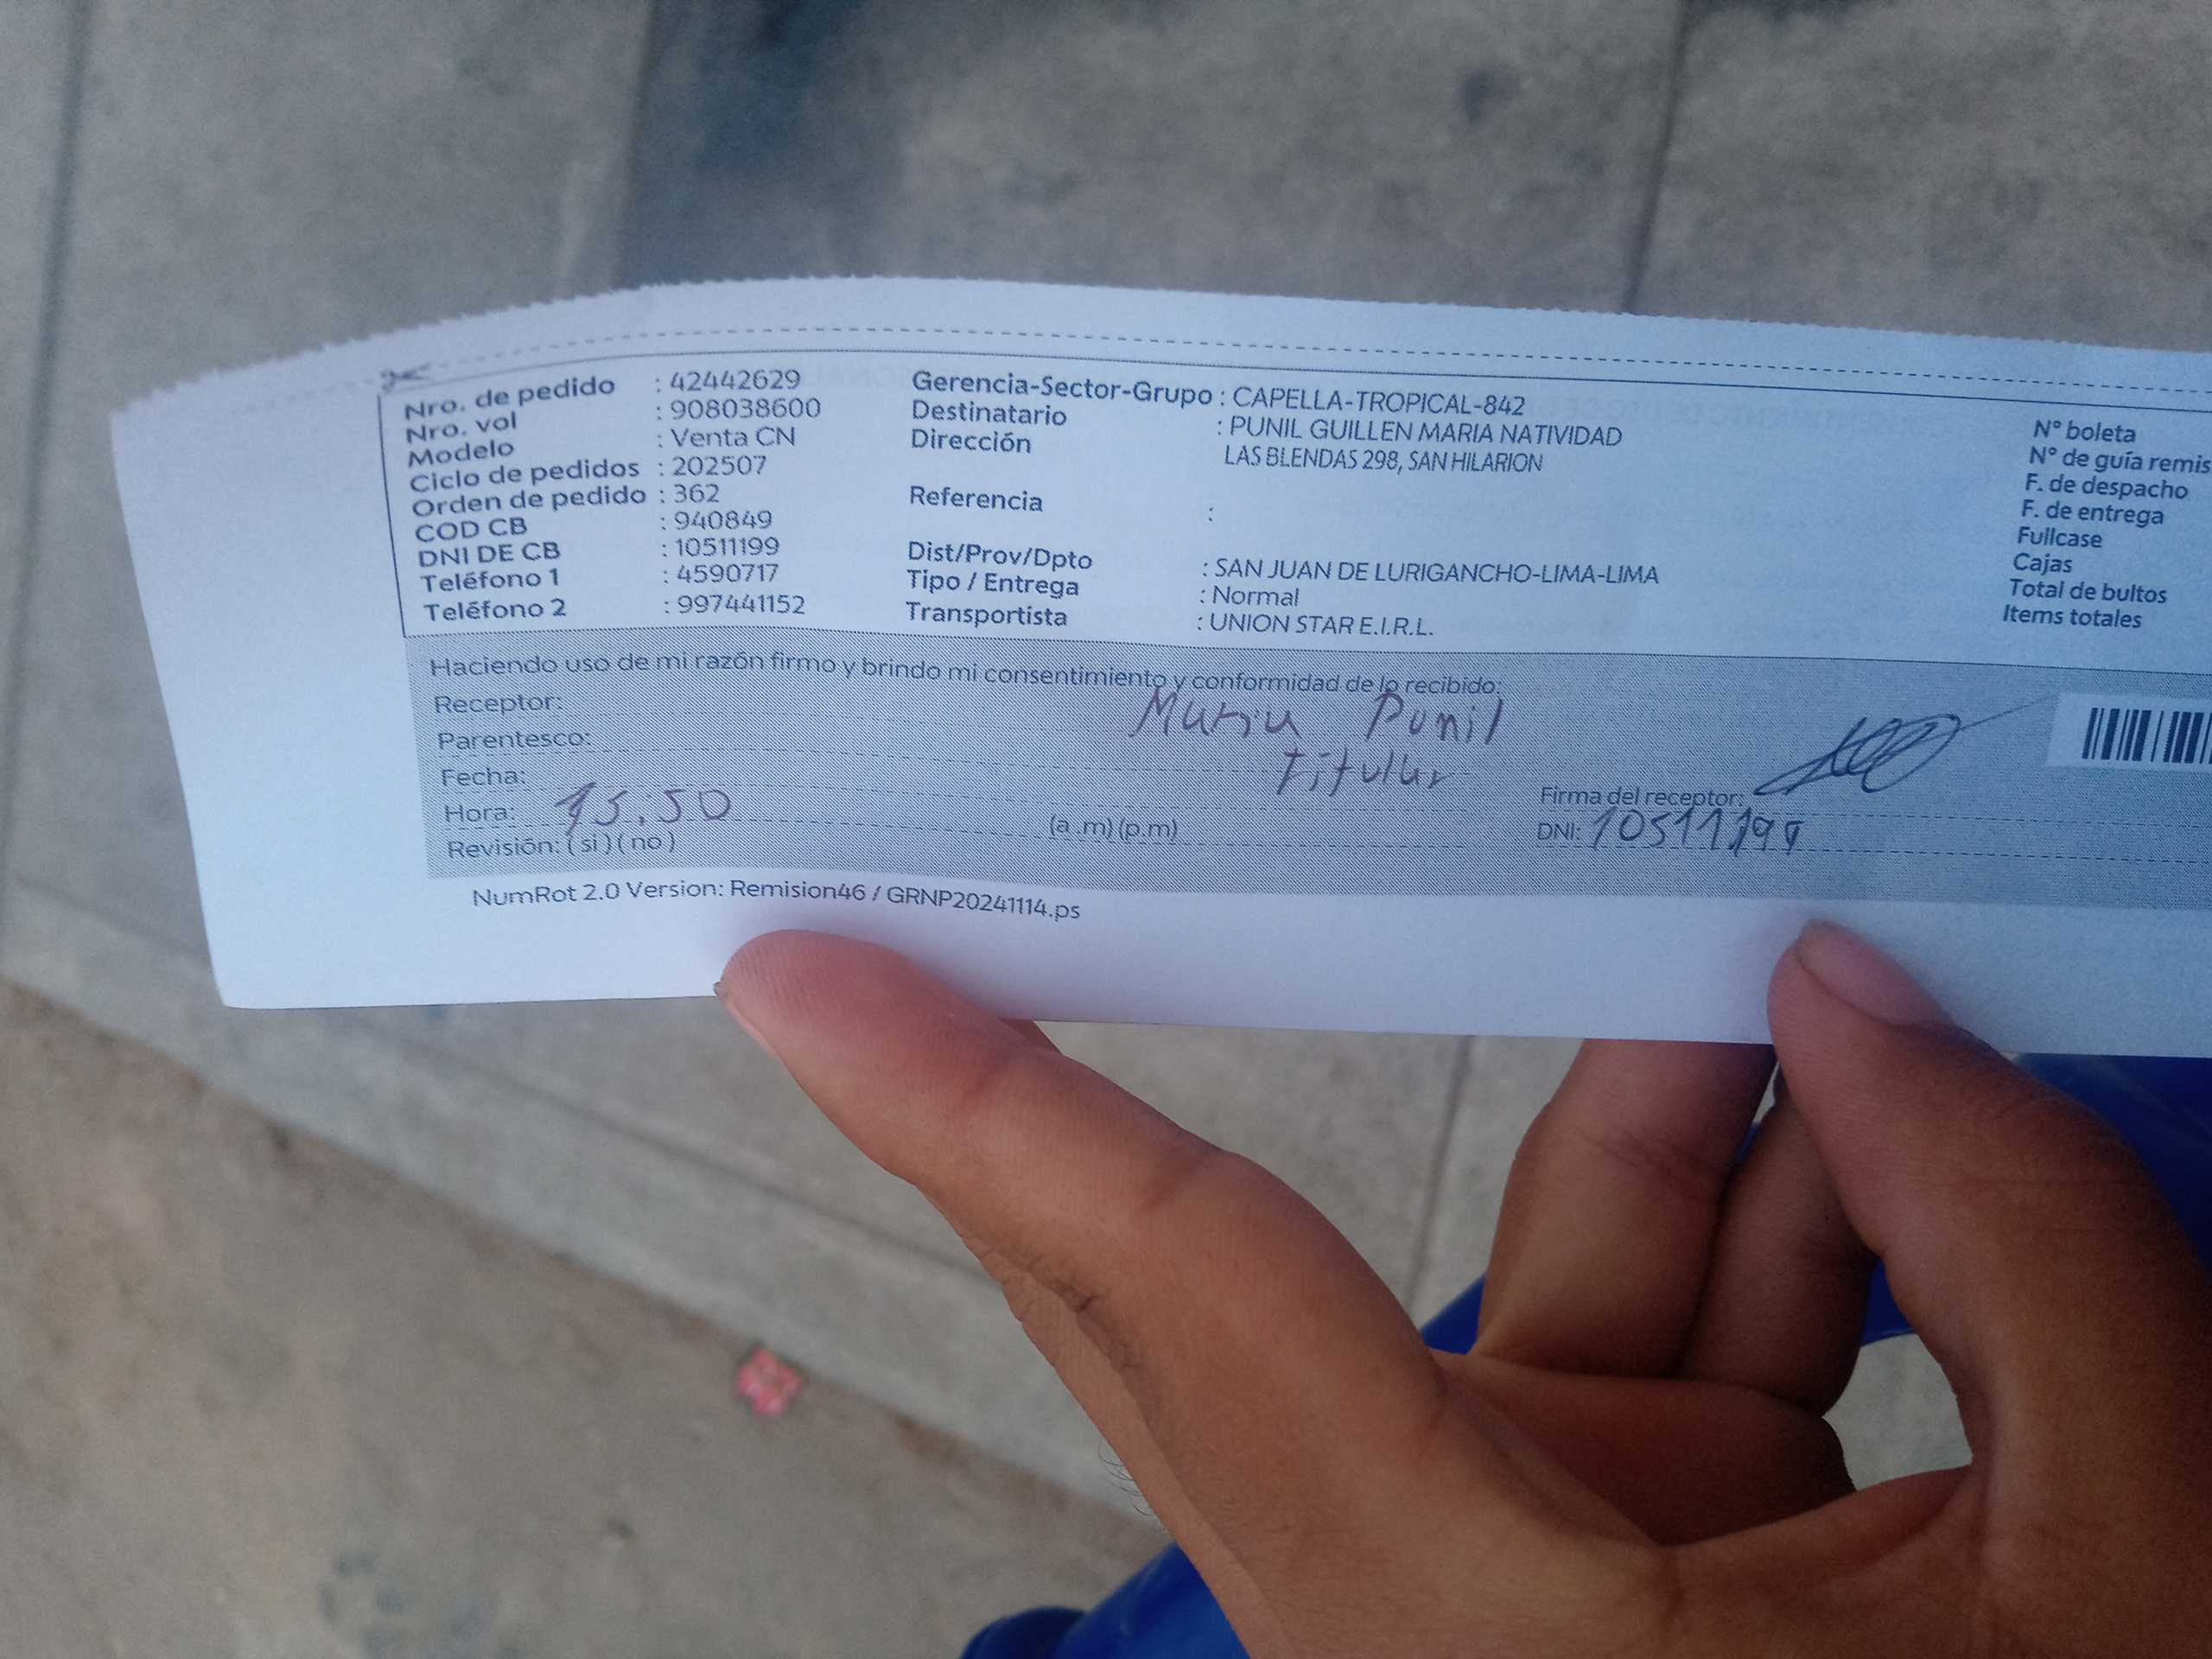 Nro. de pedido : 42442629
Nro. vol : 908038600
Modelo : Venta CN
Ciclo de pedidos : 202507
Orden de pedido : 362
COD CB : 940849
DNI DE CB : 10511199
Teléfono 1 : 4590717
Teléfono 2 : 997441152
Gerencia-Sector-Grupo : CAPELLA-TROPICAL-842
Destinatario : PUNIL GUILLEN MARIA NATIVIDAD
Dirección LAS BLENDAS 298, SAN HILARION
Referencia :
Dist/Prov/Dpto : SAN JUAN DE LURIGANCHO-LIMA-LIMA
Tipo / Entrega : Normal
Transportista : UNION STAR E.I.R.L.
N° boleta
N° de guía remis
F. de despacho
F. de entrega
Fullcase
Cajas
Total de bultos
Items totales
Haciendo uso de mi razón firmo y brindo mi consentimiento y conformidad de lo recibido:
Receptor: Maria Punil
Parentesco: titular
Fecha:
Hora: 15:50 (a .m) (p.m)
Revisión: ( si ) ( no )
Firma del receptor:
DNI: 10511199
NumRot 2.0 Version: Remision46 / GRNP20241114.ps